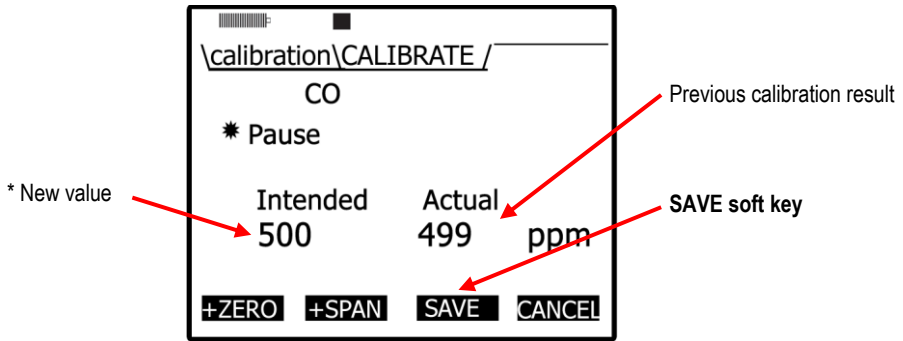 \calibration\CALIBRATE /
CO
Previous calibration result
✹ Pause
* New value
Intended Actual
SAVE soft key
500 499 ppm
+ZERO +SPAN SAVE CANCEL